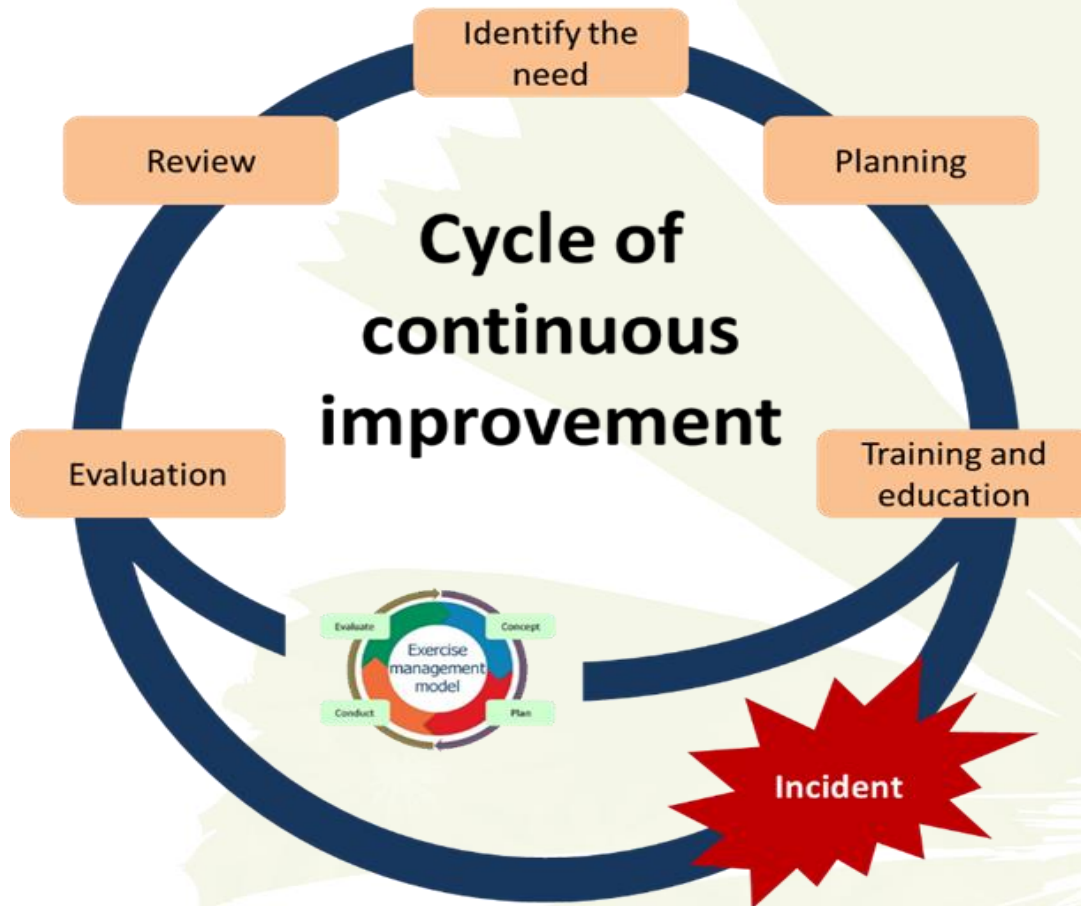 Identify the
need
Review
Planning
Cycle of
continuous
improvement
Evaluation
Training and
education
Evaluate
Concept
Exercise
management
model
Conduct
Plan
Incident